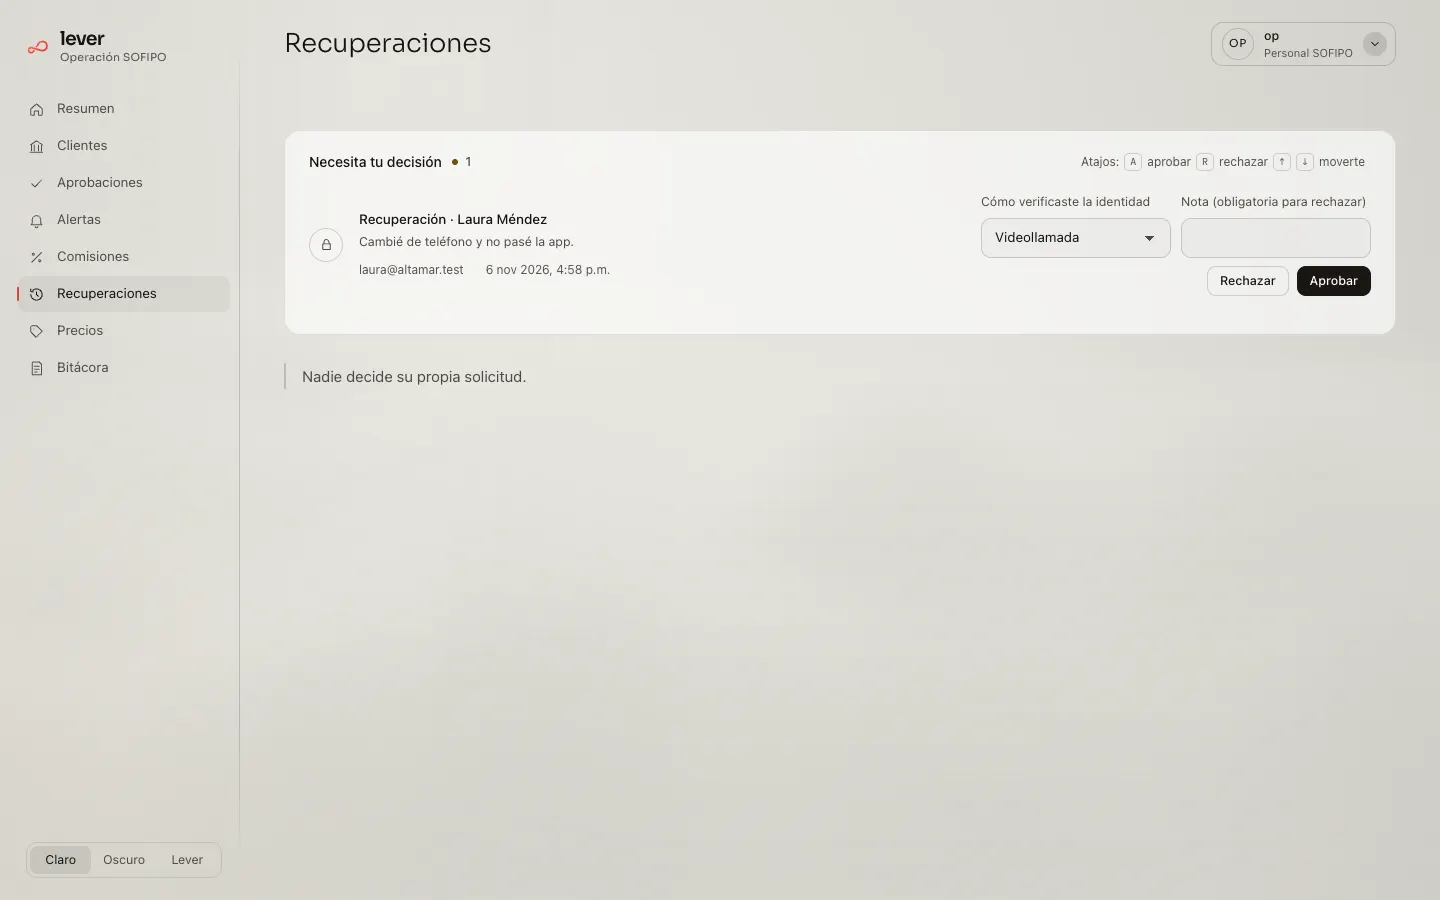 lever
Operación SOFIPO
Resumen
Clientes
Aprobaciones
Alertas
Comisiones
Recuperaciones
Precios
Bitácora
Claro Oscuro Lever
Recuperaciones
OP
op
Personal SOFIPO
Necesita tu decisión 1
Atajos: A aprobar R rechazar ↑ ↓ moverte
Recuperación · Laura Méndez
Cambié de teléfono y no pasé la app.
laura@altamar.test 6 nov 2026, 4:58 p.m.
Cómo verificaste la identidad
Videollamada
Nota (obligatoria para rechazar)
Rechazar Aprobar
Nadie decide su propia solicitud.